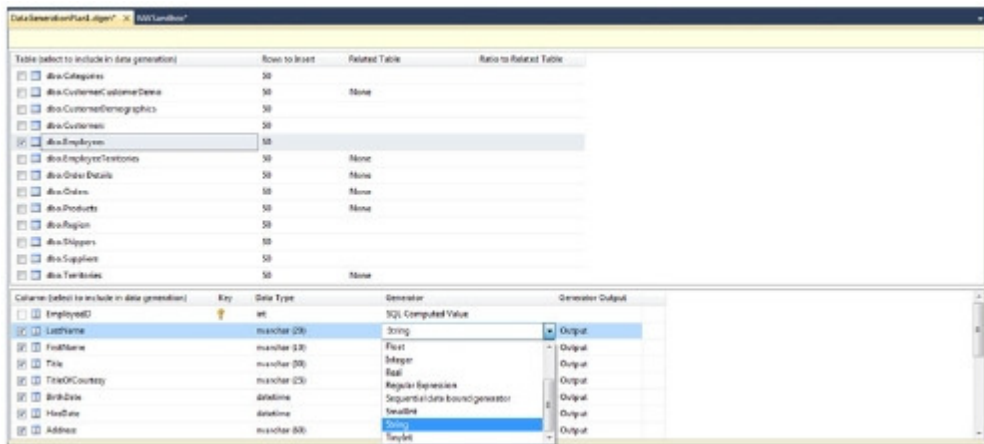 DataGenerationPlan1.dgen* X NWSandbox*
Table (select to include in data generation) Rows to Insert Related Table Ratio to Related Table
dbo.Categories 50
dbo.CustomerCustomerDemo 50 None
dbo.CustomerDemographics 50
dbo.Customers 50
dbo.Employees 50
dbo.EmployeeTerritories 50 None
dbo.Order Details 50 None
dbo.Orders 50 None
dbo.Products 50 None
dbo.Region 50
dbo.Shippers 50
dbo.Suppliers 50
dbo.Territories 50 None
Column (select to include in data generation) Key Data Type Generator Generator Output
EmployeeID int SQL Computed Value
LastName nvarchar (20) String Output
FirstName nvarchar (10) Float Output
Integer
Title nvarchar (30) Real Output
TitleOfCourtesy nvarchar (25) Regular Expression Output
BirthDate datetime Sequential data bound generator Output
HireDate datetime SmallInt Output
String
Address nvarchar (60) TinyInt Output